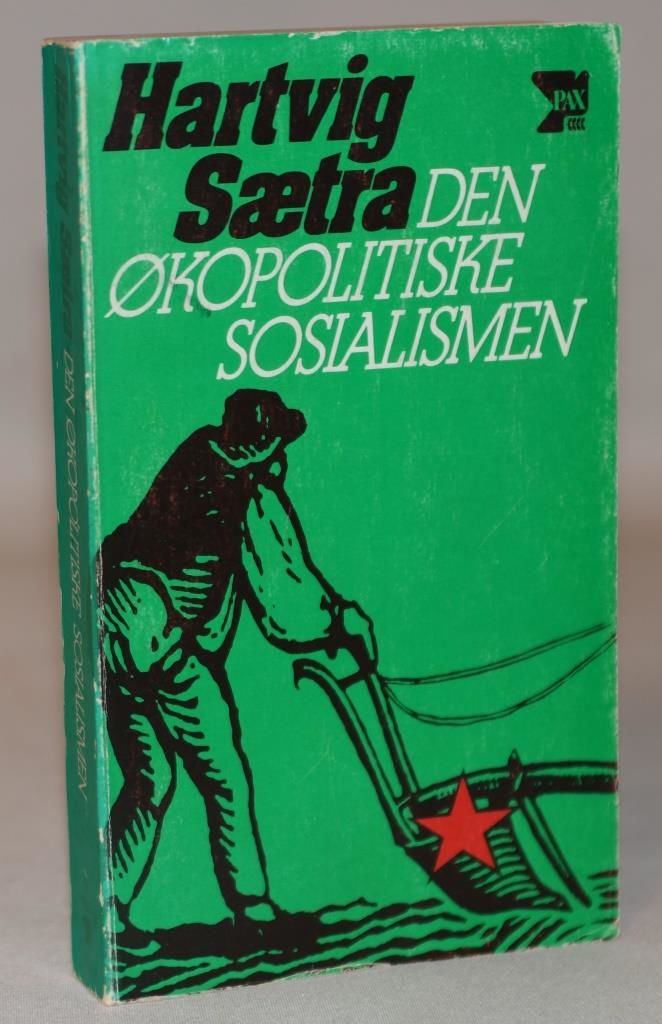 Hartvig
Sætra DEN
ØKOPOLITISKE
SOSIALISMEN
PAX
Hartvig Sætra DEN ØKOPOLITISKE SOSIALISMEN